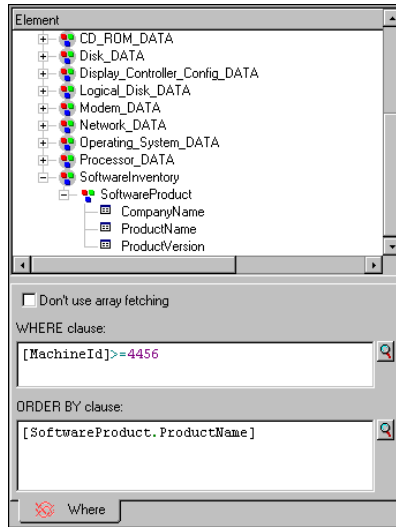 Element
CD_ROM_DATA
Disk_DATA
Display_Controller_Config_DATA
Logical_Disk_DATA
Modem_DATA
Network_DATA
Operating_System_DATA
Processor_DATA
SoftwareInventory
SoftwareProduct
CompanyName
ProductName
ProductVersion
Don't use array fetching
WHERE clause:
[MachineId]>=4456
ORDER BY clause:
[SoftwareProduct.ProductName]
Where